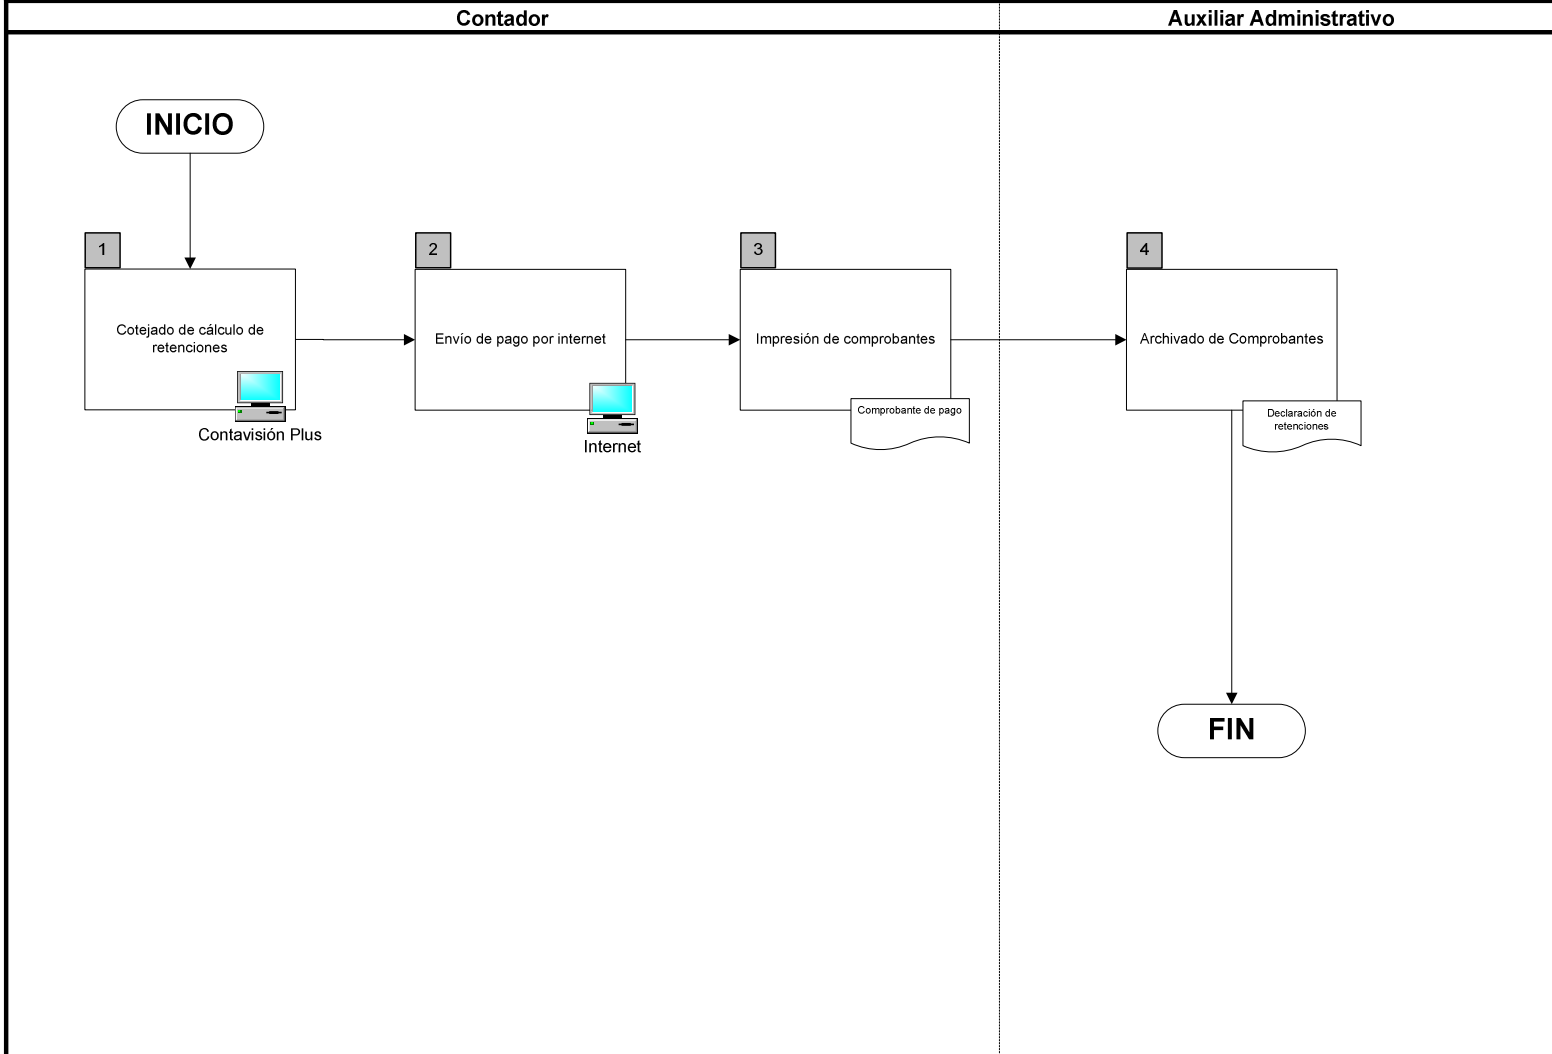 Contador
Auxiliar Administrativo
INICIO
1
2
3
4
Cotejado de cálculo de
retenciones
Envío de pago por internet
Impresión de comprobantes
Archivado de Comprobantes
Contavisión Plus
Internet
Comprobante de pago
Declaración de
retenciones
FIN